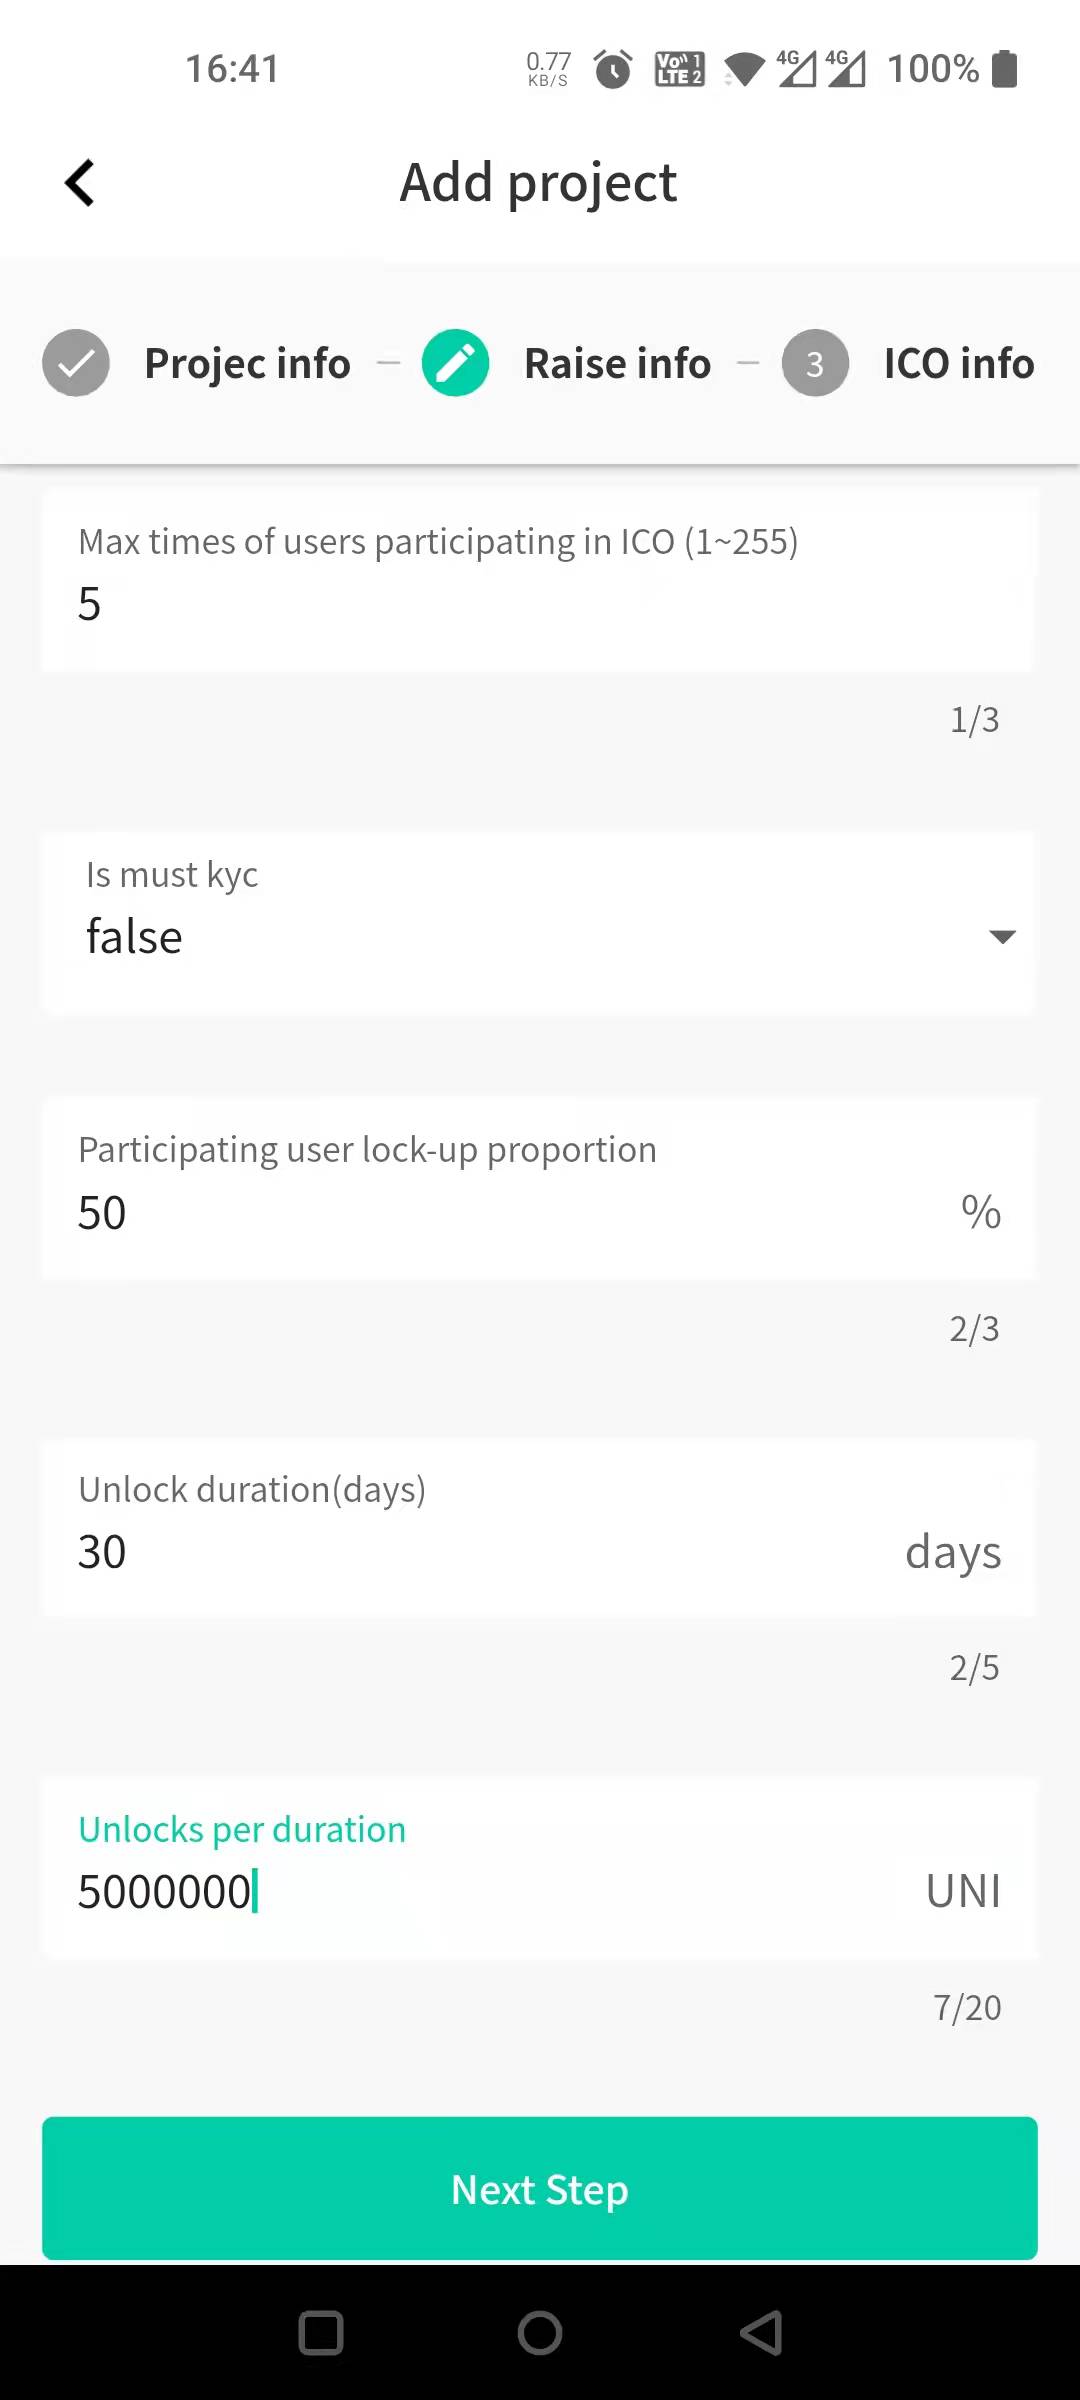 16:41
0.77 KB/S
Vo 1 LTE 2
4G 4G 100%
Add project
Projec info
Raise info
3 ICO info
Max times of users participating in ICO (1~255)
5
1/3
Is must kyc
false
Participating user lock-up proportion
50 %
2/3
Unlock duration(days)
30 days
2/5
Unlocks per duration
5000000 UNI
7/20
Next Step